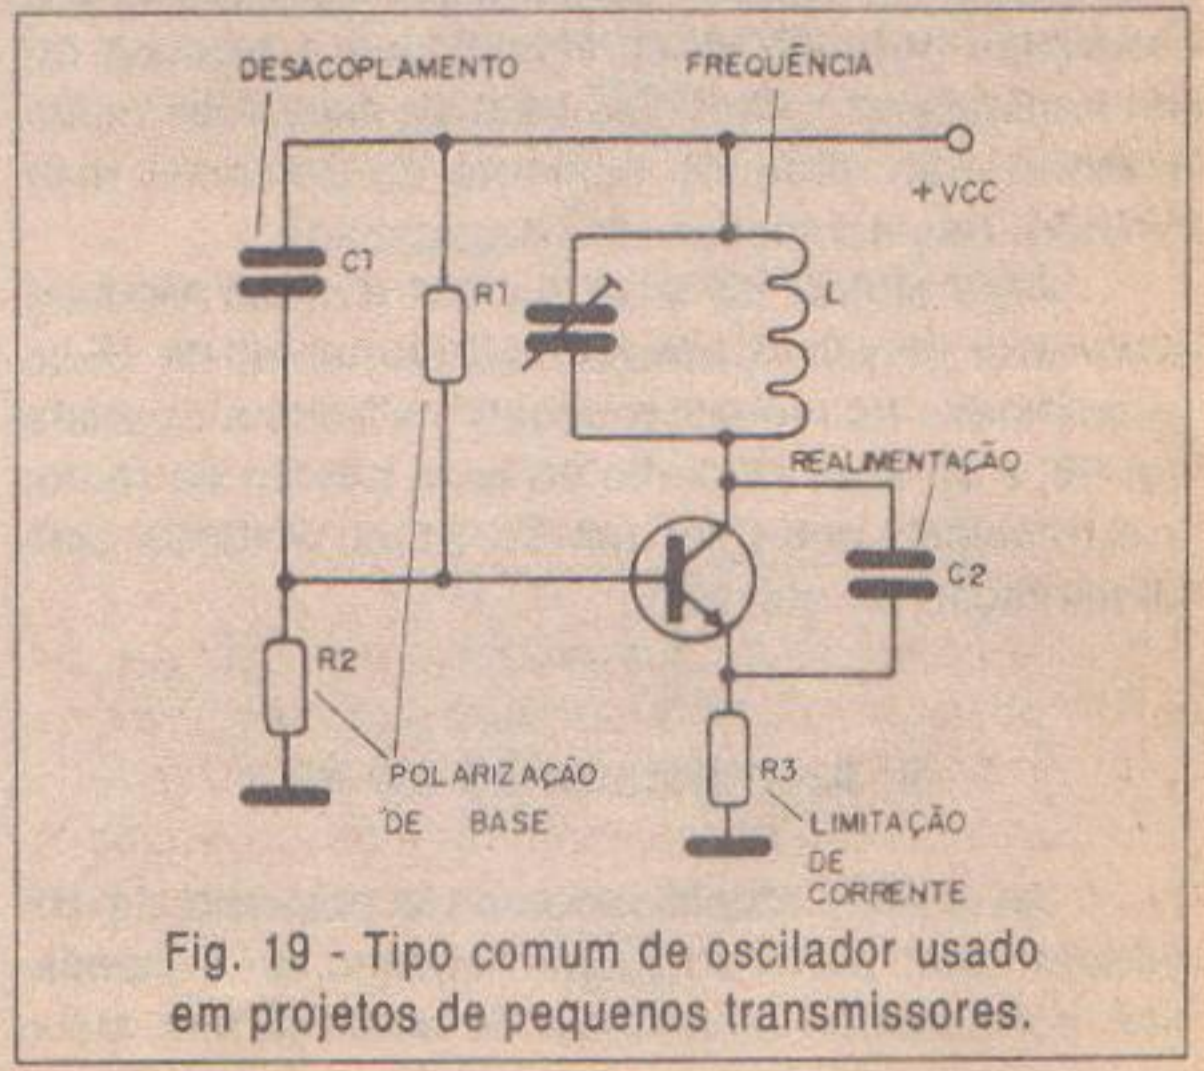 DESACOPLAMENTO
FREQUÊNCIA
+ VCC
C1
R1
L
REALIMENTAÇÃO
C2
R2
POLARIZAÇÃO
DE BASE
R3
LIMITAÇÃO
DE
CORRENTE
Fig. 19 - Tipo comum de oscilador usado
em projetos de pequenos transmissores.